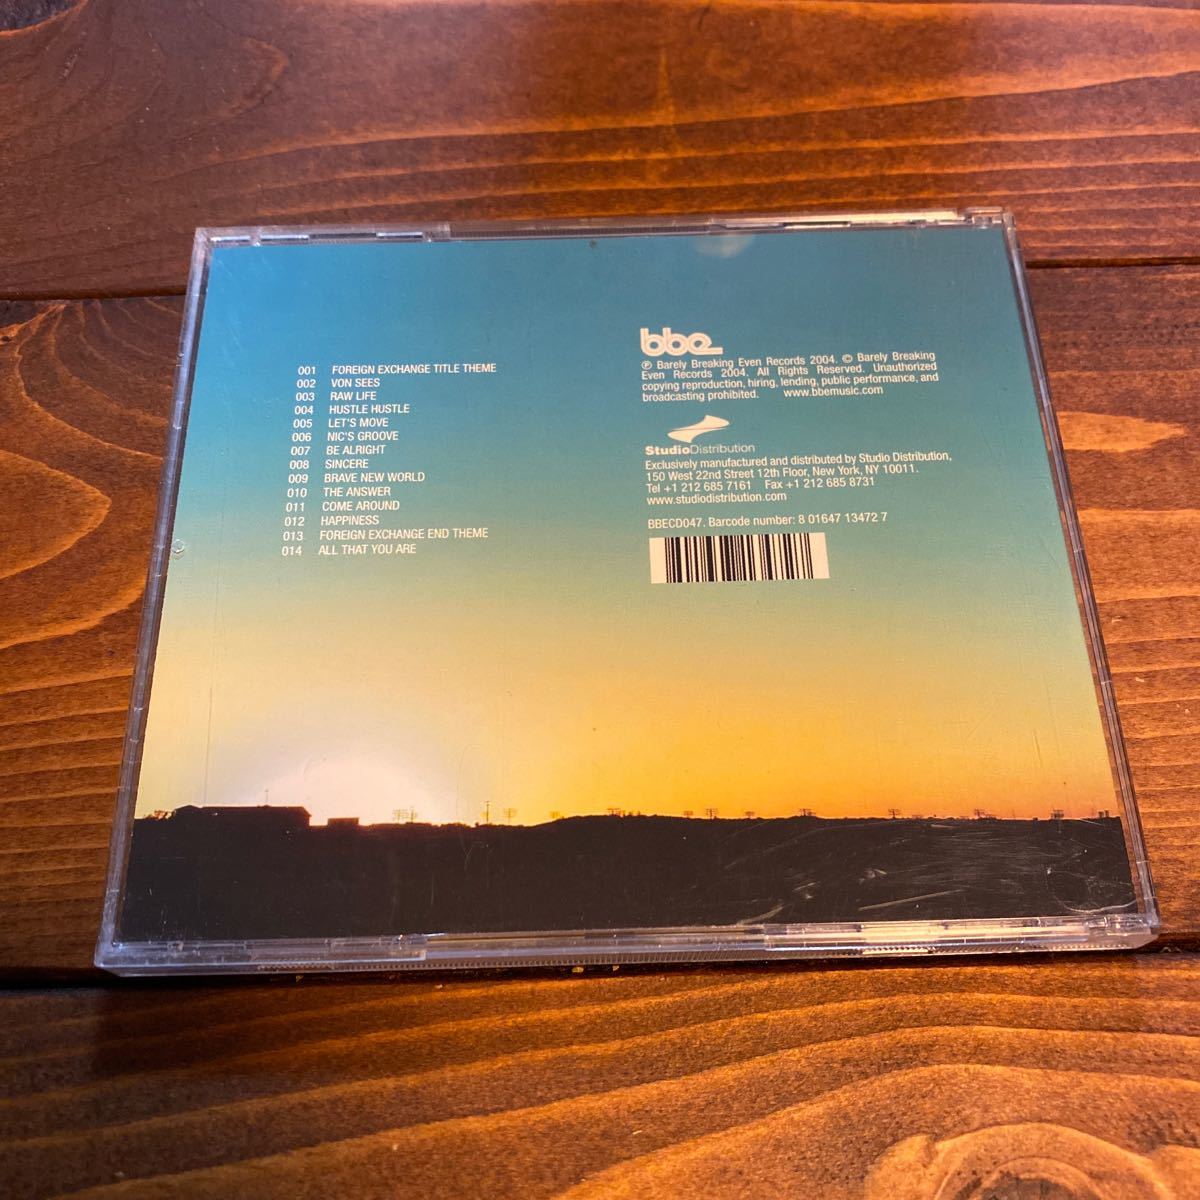 001 FOREIGN EXCHANGE TITLE THEME
002 VON SEES
003 RAW LIFE
004 HUSTLE HUSTLE
005 LET'S MOVE
006 NIC'S GROOVE
007 BE ALRIGHT
008 SINCERE
009 BRAVE NEW WORLD
010 THE ANSWER
011 COME AROUND
012 HAPPINESS
013 FOREIGN EXCHANGE END THEME
014 ALL THAT YOU ARE
bbe
℗ Barely Breaking Even Records 2004. © Barely Breaking
Even Records 2004. All Rights Reserved. Unauthorized
copying reproduction, hiring, lending, public performance, and
broadcasting prohibited. www.bbemusic.com
StudioDistribution
Exclusively manufactured and distributed by Studio Distribution,
150 West 22nd Street 12th Floor, New York, NY 10011.
Tel +1 212 685 7161 Fax +1 212 685 8731
www.studiodistribution.com
BBECD047. Barcode number: 8 01647 13472 7